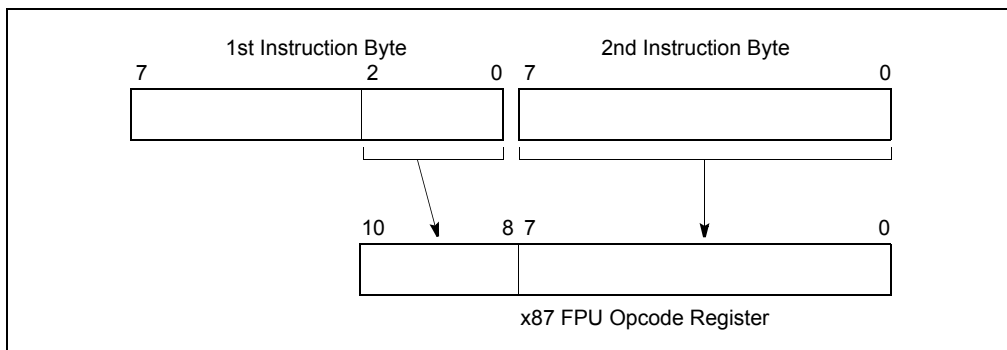 1st Instruction Byte 2nd Instruction Byte
7 2 0 7 0
10 8 7 0
x87 FPU Opcode Register